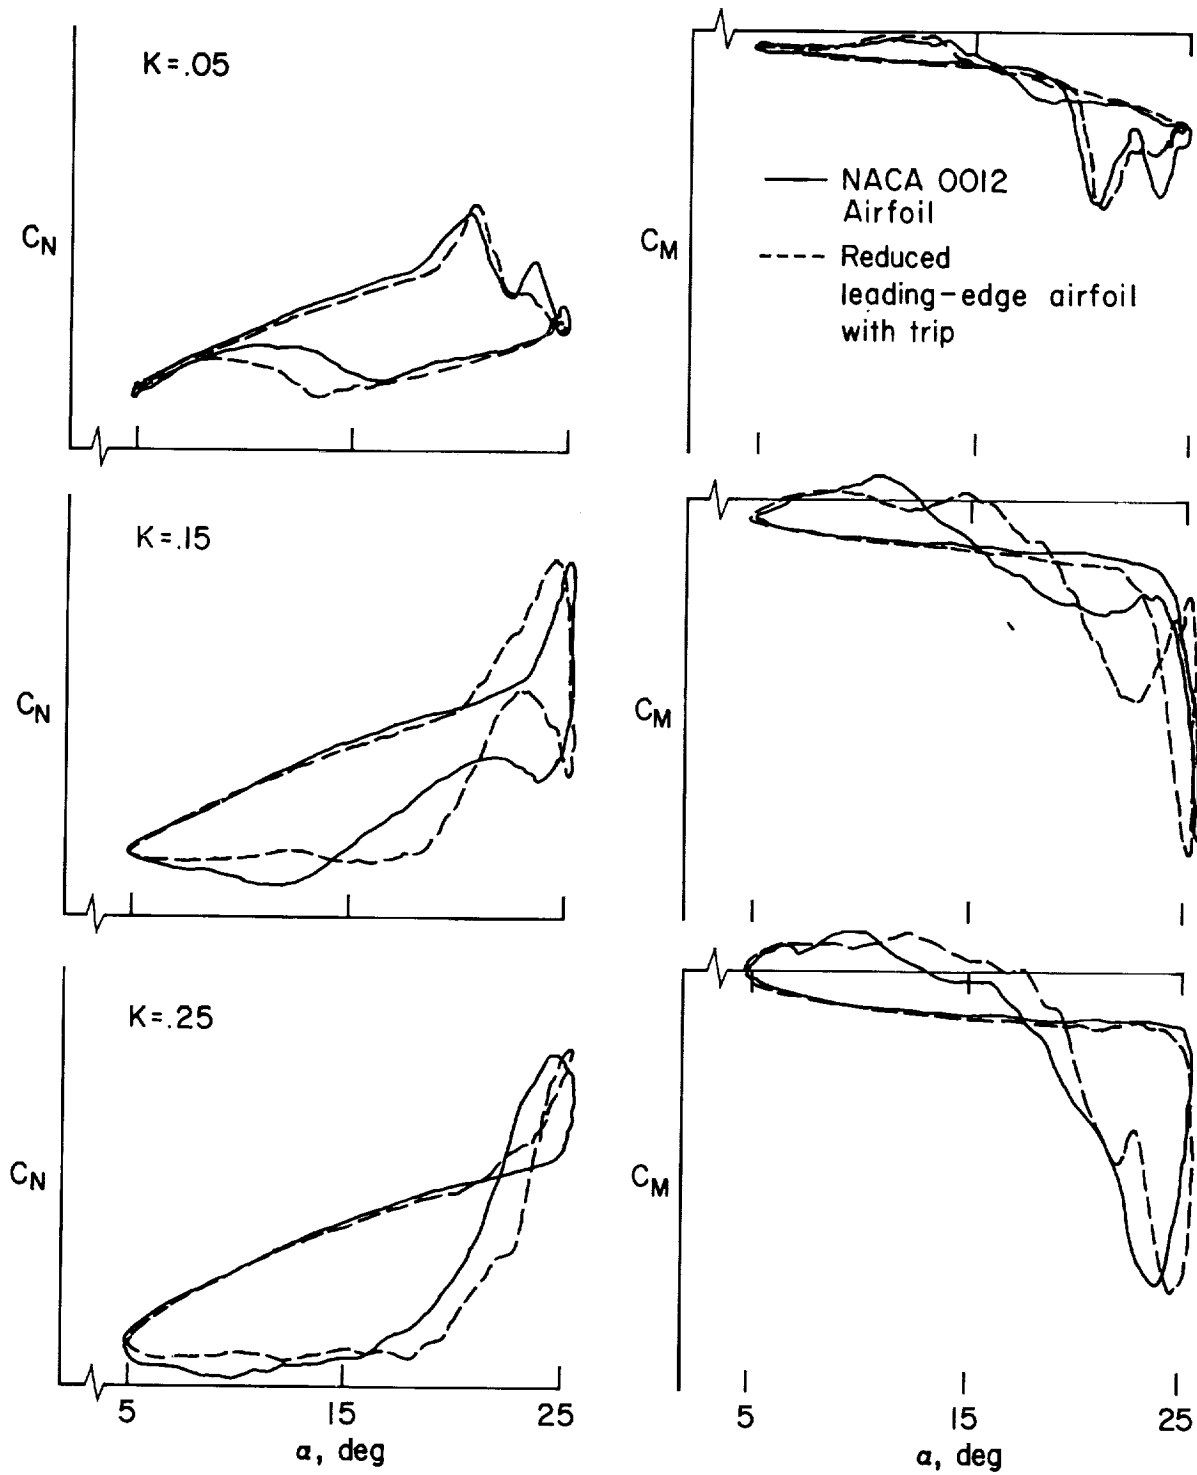 K=.05
C_N
C_M
NACA 0012
Airfoil
Reduced
leading-edge airfoil
with trip
K=.15
C_N
C_M
K=.25
C_N
C_M
5 15 25
α, deg
5 15 25
α, deg